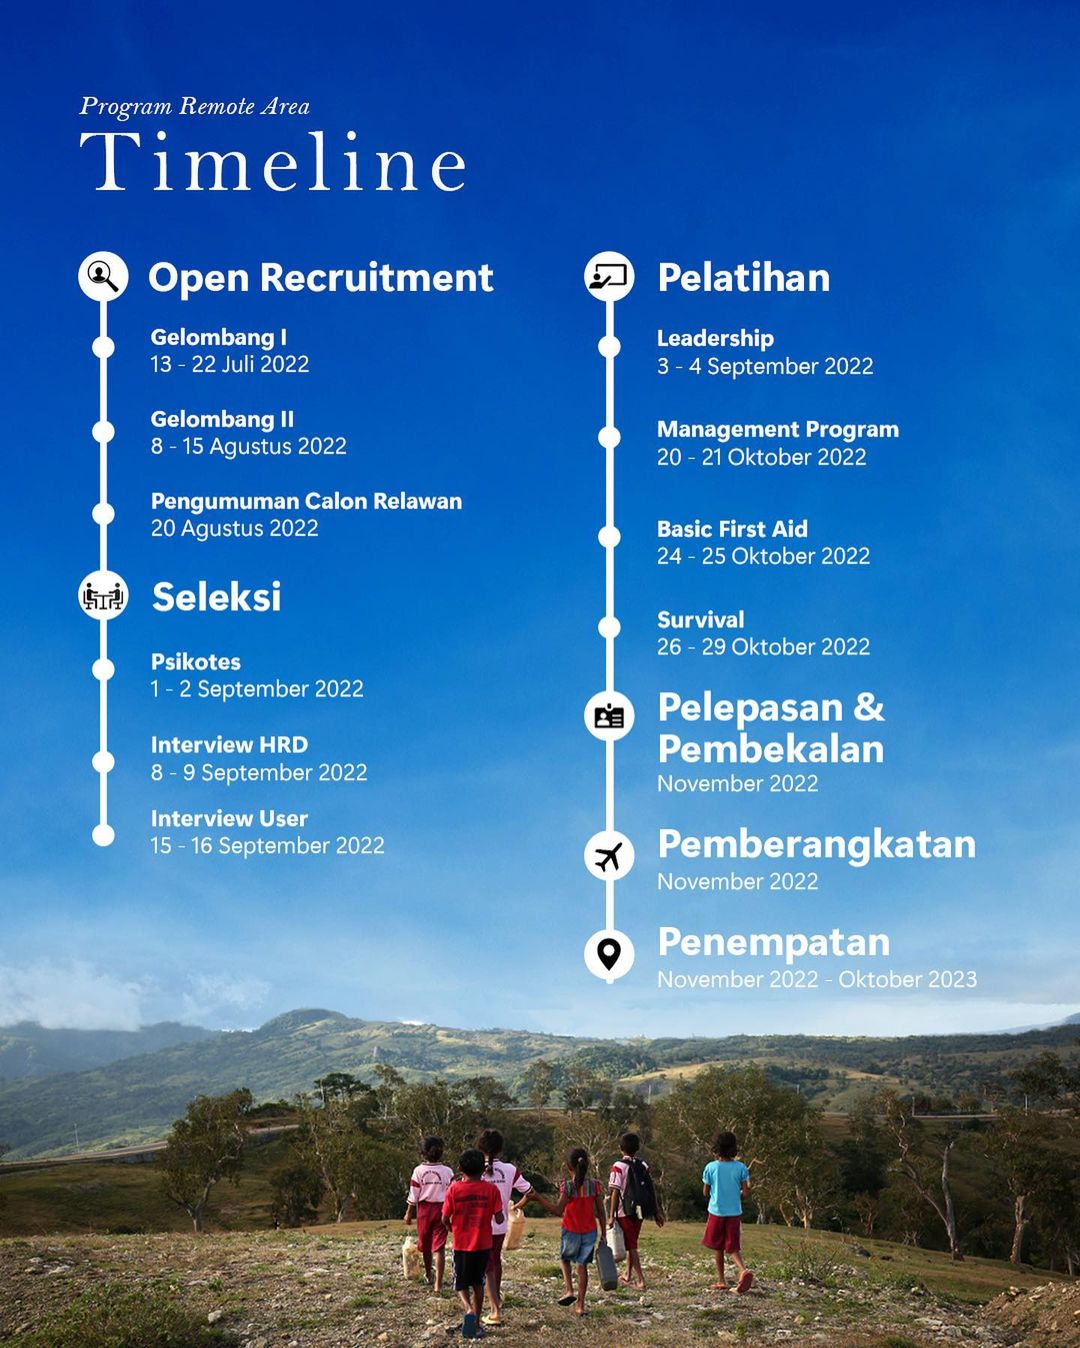 Program Remote Area
Timeline
Open Recruitment
Gelombang I
13 - 22 Juli 2022
Gelombang II
8 - 15 Agustus 2022
Pengumuman Calon Relawan
20 Agustus 2022
Seleksi
Psikotes
1 - 2 September 2022
Interview HRD
8 - 9 September 2022
Interview User
15 - 16 September 2022
Pelatihan
Leadership
3 - 4 September 2022
Management Program
20 - 21 Oktober 2022
Basic First Aid
24 - 25 Oktober 2022
Survival
26 - 29 Oktober 2022
Pelepasan &
Pembekalan
November 2022
Pemberangkatan
November 2022
Penempatan
November 2022 - Oktober 2023